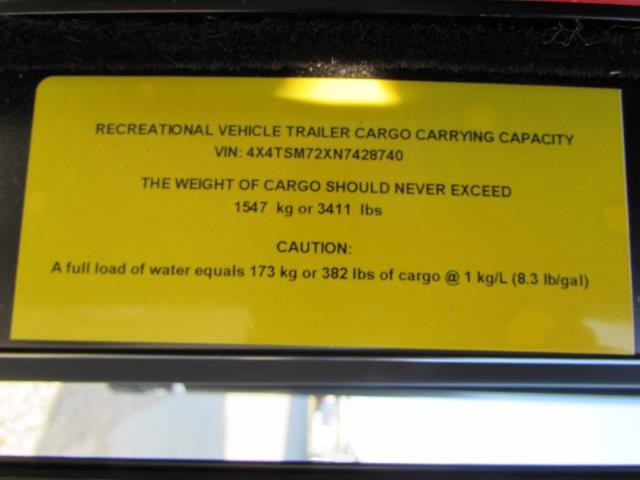 RECREATIONAL VEHICLE TRAILER CARGO CARRYING CAPACITY
VIN: 4X4TSM72XN7428740
THE WEIGHT OF CARGO SHOULD NEVER EXCEED
1547 kg or 3411 lbs
CAUTION:
A full load of water equals 173 kg or 382 lbs of cargo @ 1 kg/L (8.3 lb/gal)